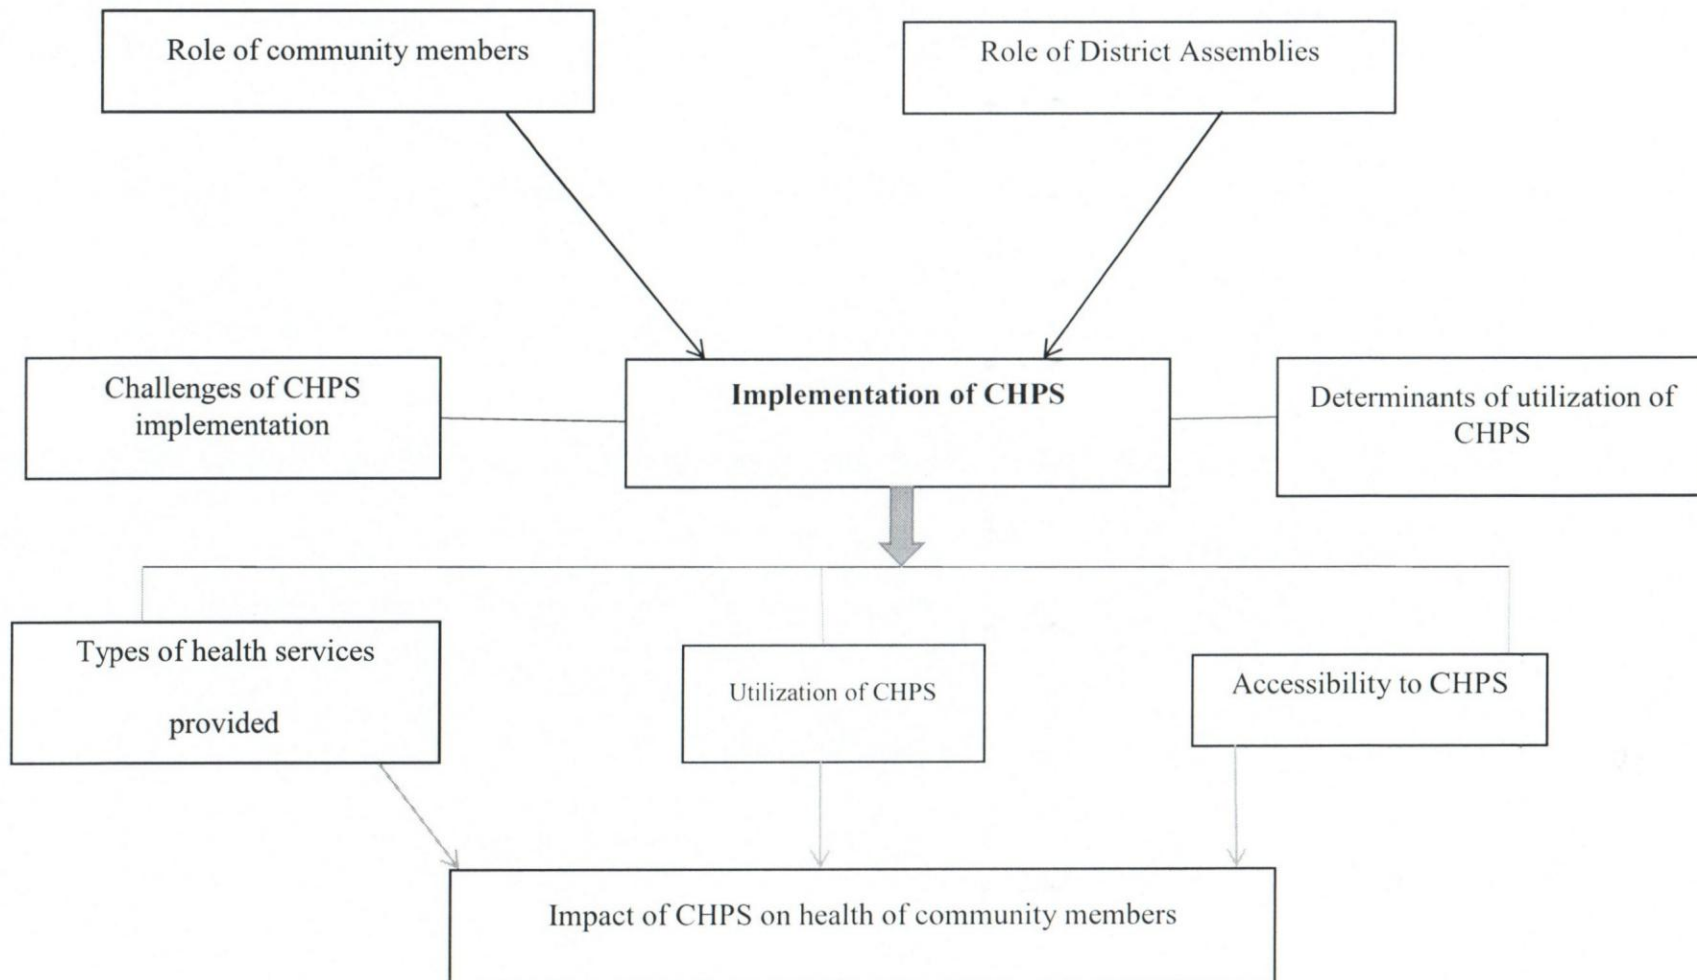 Role of community members
Role of District Assemblies
Challenges of CHPS
implementation
Implementation of CHPS
Determinants of utilization of
CHPS
Types of health services
provided
Utilization of CHPS
Accessibility to CHPS
Impact of CHPS on health of community members